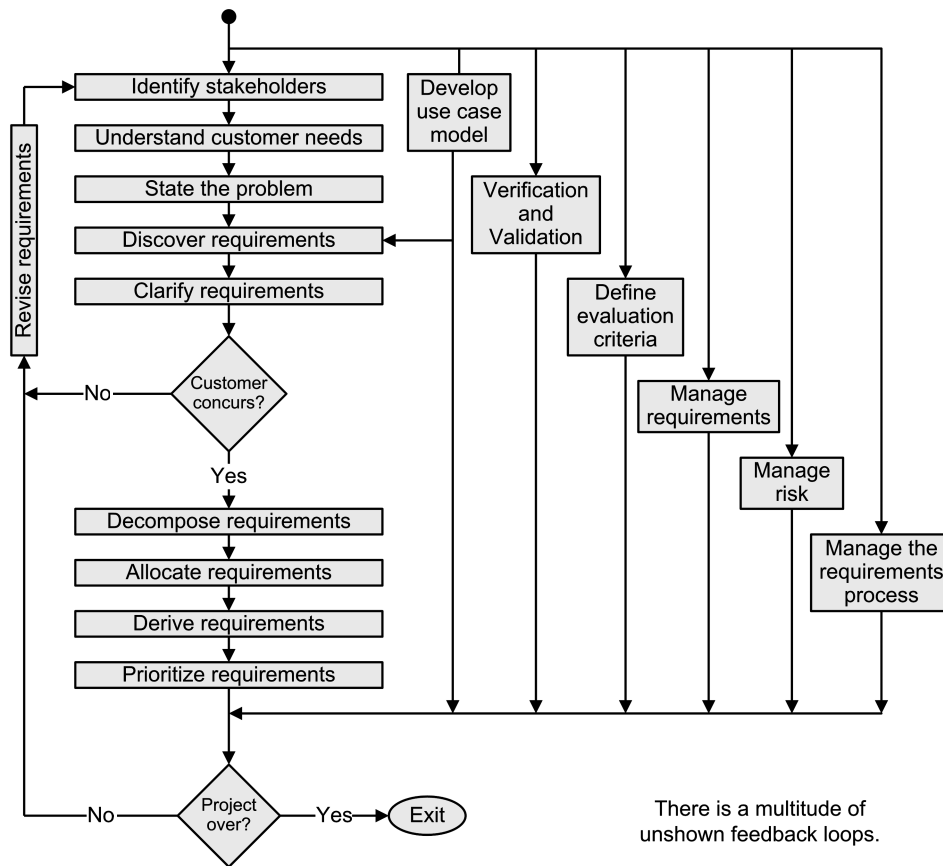 Identify stakeholders
Understand customer needs
State the problem
Discover requirements
Clarify requirements
Revise requirements
Customer
concurs?
No
Yes
Decompose requirements
Allocate requirements
Derive requirements
Prioritize requirements
Develop
use case
model
Verification
and
Validation
Define
evaluation
criteria
Manage
requirements
Manage
risk
Manage the
requirements
process
Project
over?
No
Yes
Exit
There is a multitude of
unshown feedback loops.